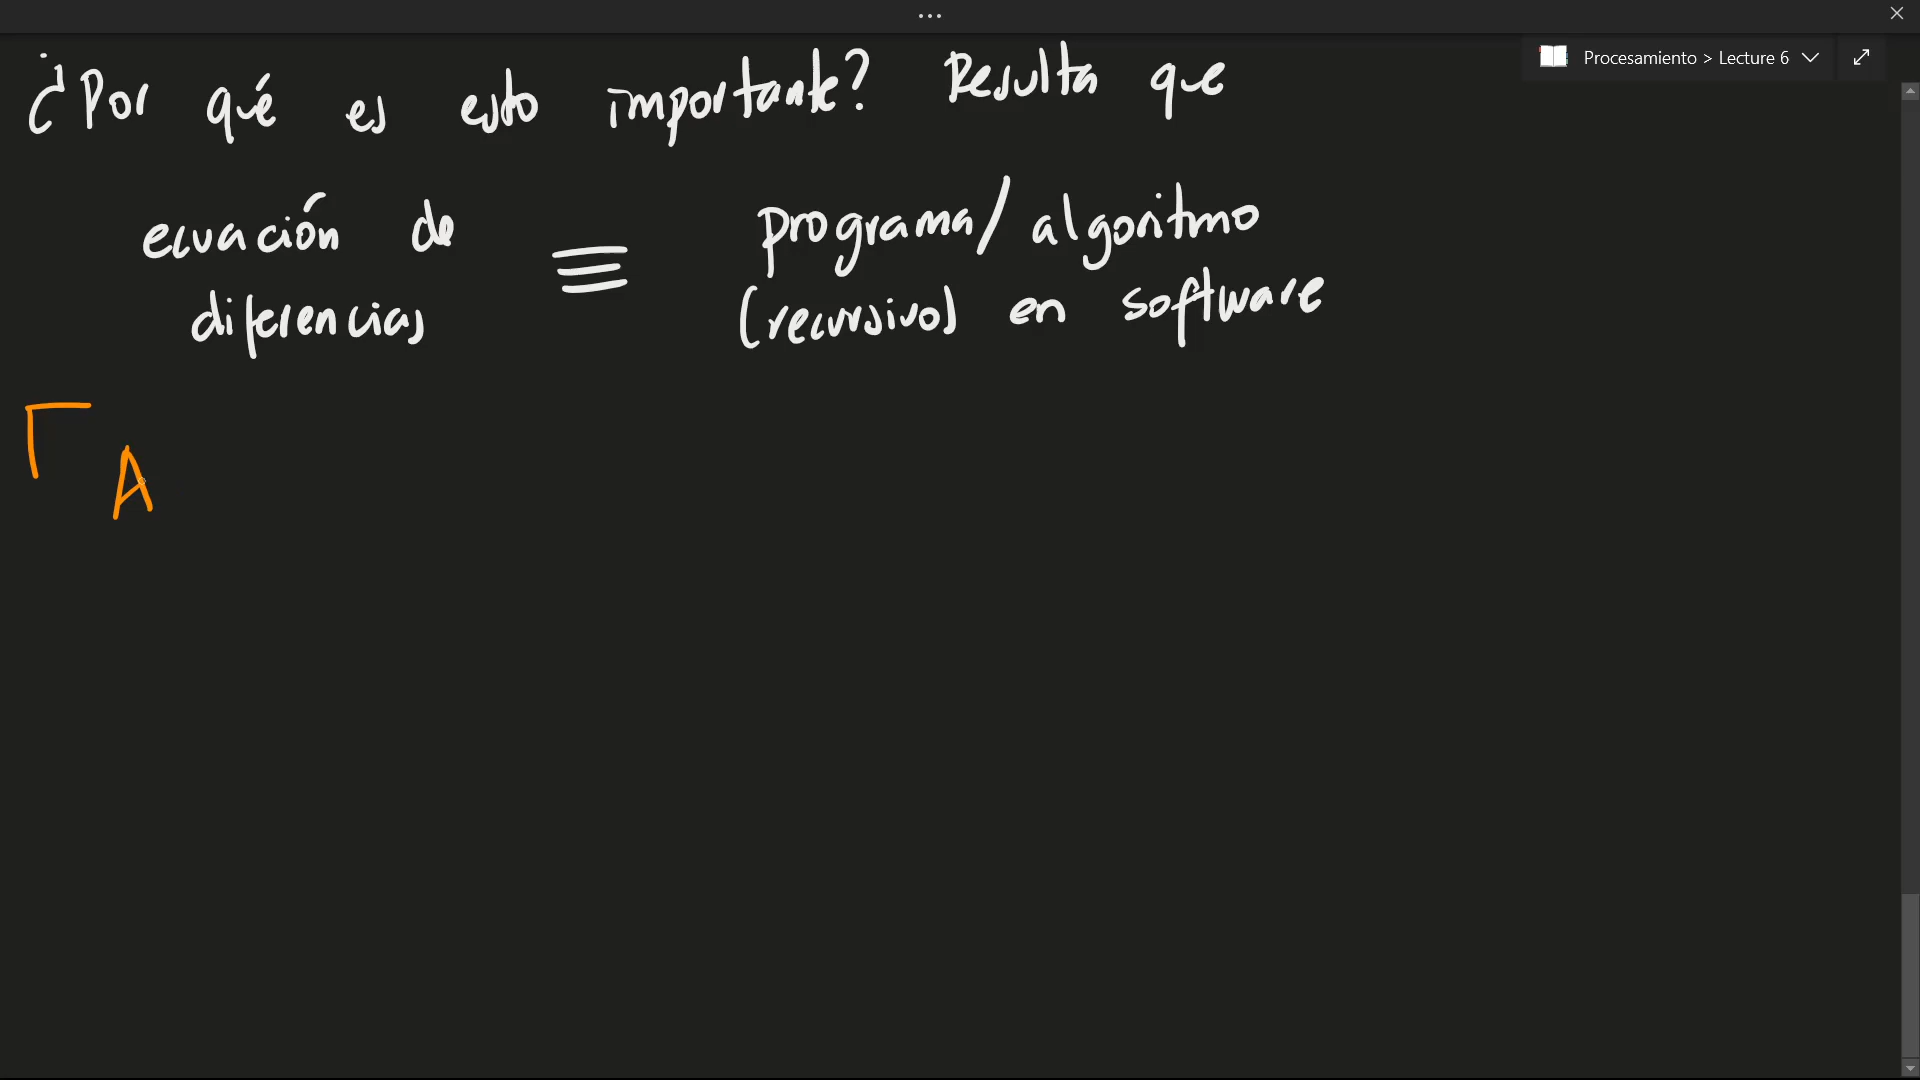 Procesamiento > Lecture 6
¿Por qué es esto importante? Resulta que
ecuación de ≡ programa/algoritmo
diferencias (recursivo) en software
A